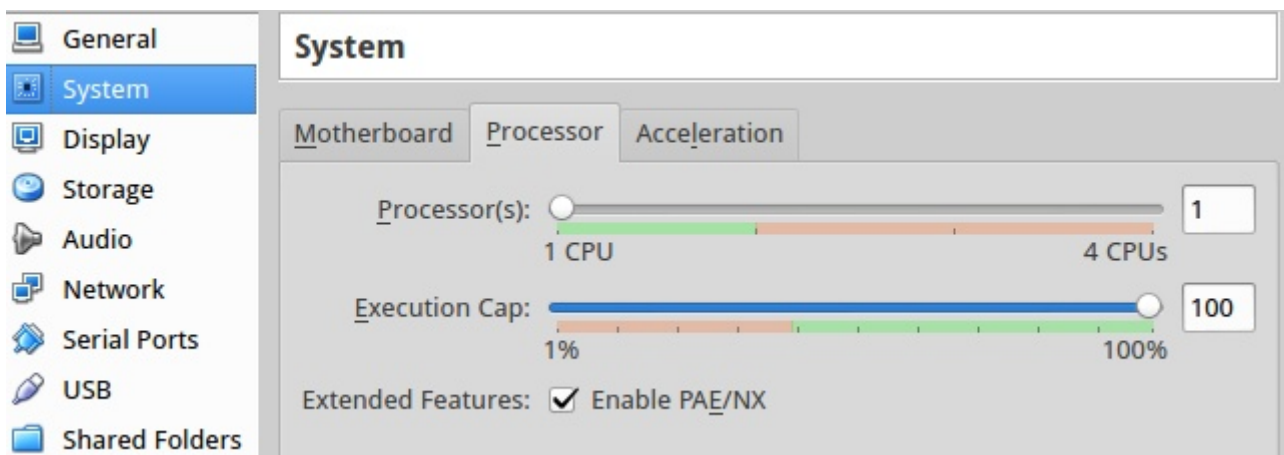 General
System
Display
Storage
Audio
Network
Serial Ports
USB
Shared Folders
System
Motherboard Processor Acceleration
Processor(s): 1
1 CPU 4 CPUs
Execution Cap: 100
1% 100%
Extended Features: Enable PAE/NX